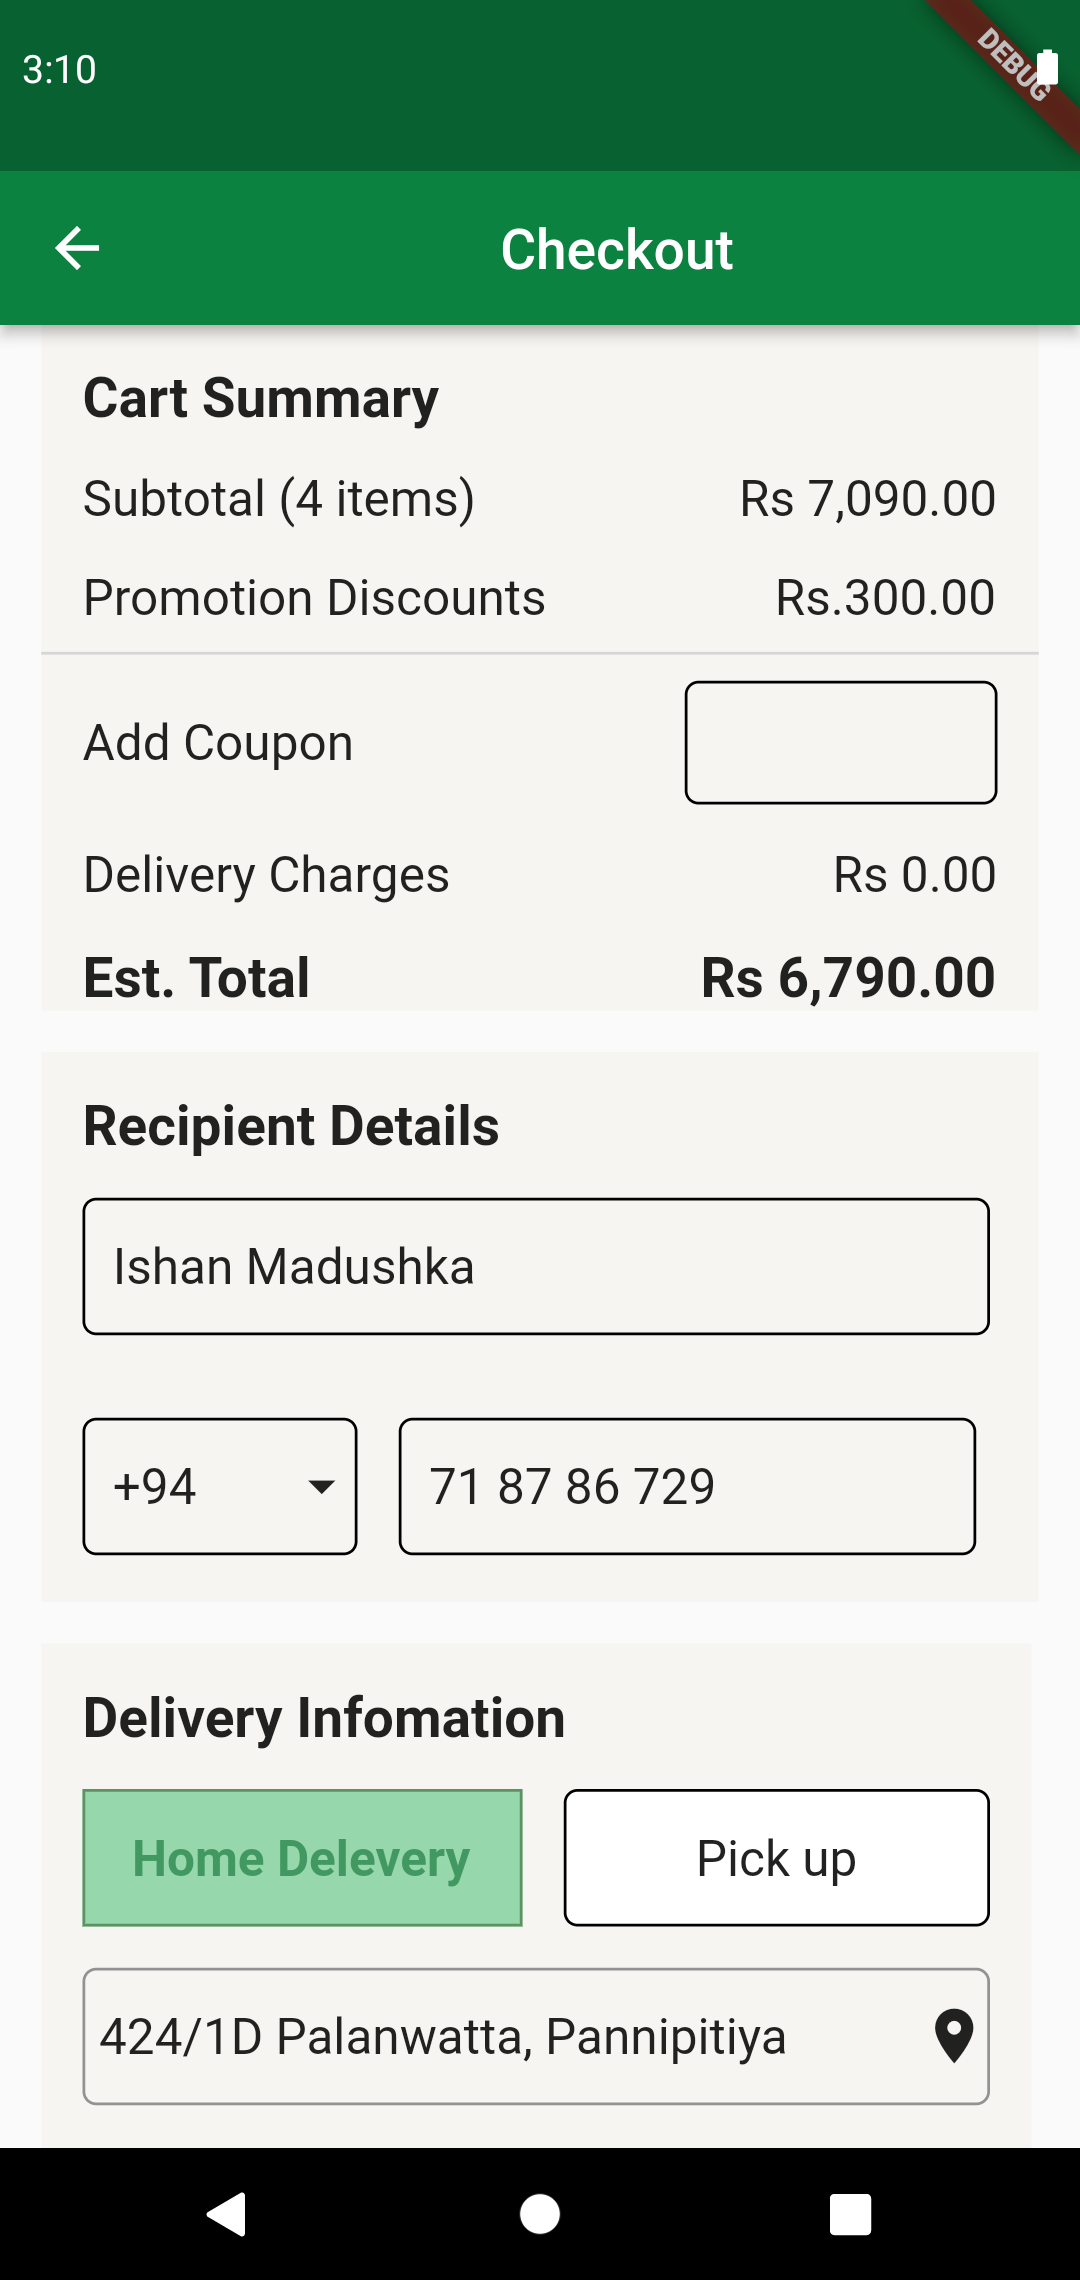 3:10
DEBUG
Checkout
Cart Summary
Subtotal (4 items) Rs 7,090.00
Promotion Discounts Rs.300.00
Add Coupon
Delivery Charges Rs 0.00
Est. Total Rs 6,790.00
Recipient Details
Ishan Madushka
+94 71 87 86 729
Delivery Infomation
Home Delevery Pick up
424/1D Palanwatta, Pannipitiya